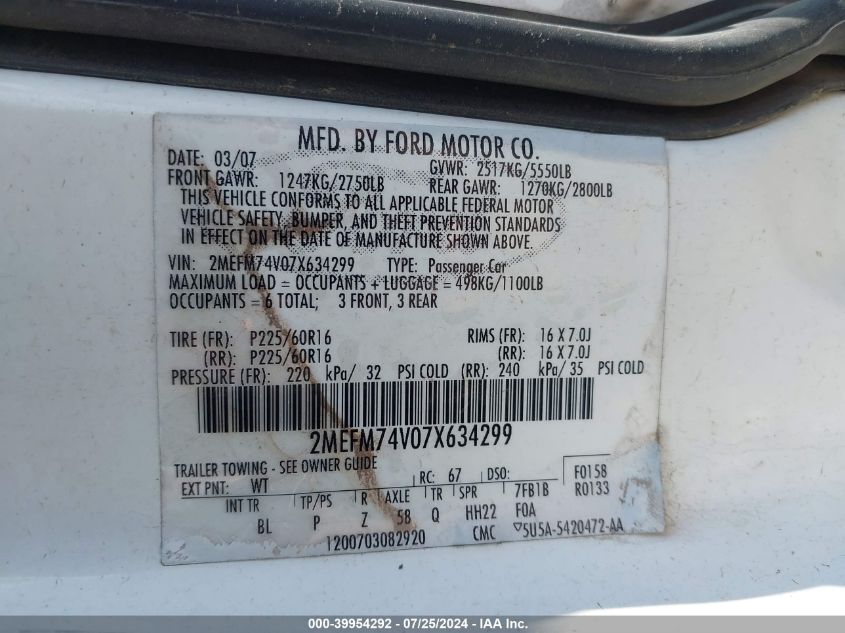 MFD. BY FORD MOTOR CO.
DATE: 03/07 GVWR: 2517KG/5550LB
FRONT GAWR: 1247KG/2750LB REAR GAWR: 1270KG/2800LB
THIS VEHICLE CONFORMS TO ALL APPLICABLE FEDERAL MOTOR
VEHICLE SAFETY, BUMPER, AND THEFT PREVENTION STANDARDS
IN EFFECT ON THE DATE OF MANUFACTURE SHOWN ABOVE.
VIN: 2MEFM74V07X634299 TYPE: Passenger Car
MAXIMUM LOAD = OCCUPANTS + LUGGAGE = 498KG/1100LB
OCCUPANTS = 6 TOTAL; 3 FRONT, 3 REAR
TIRE (FR): P225/60R16 RIMS (FR): 16 X 7.0J
(RR): P225/60R16 (RR): 16 X 7.0J
PRESSURE (FR): 220 kPa/ 32 PSI COLD (RR): 240 kPa/ 35 PSI COLD
2MEFM74V07X634299
TRAILER TOWING - SEE OWNER GUIDE
EXT PNT: WT RC: 67 DSO: F0158
INT TR TP/PS R AXLE TR SPR 7FB1B R0133
BL P Z 58 Q HH22 F0A
1200703082920 CMC ▽5U5A-5420472-AA
000-39954292 - 07/25/2024 - IAAI.com